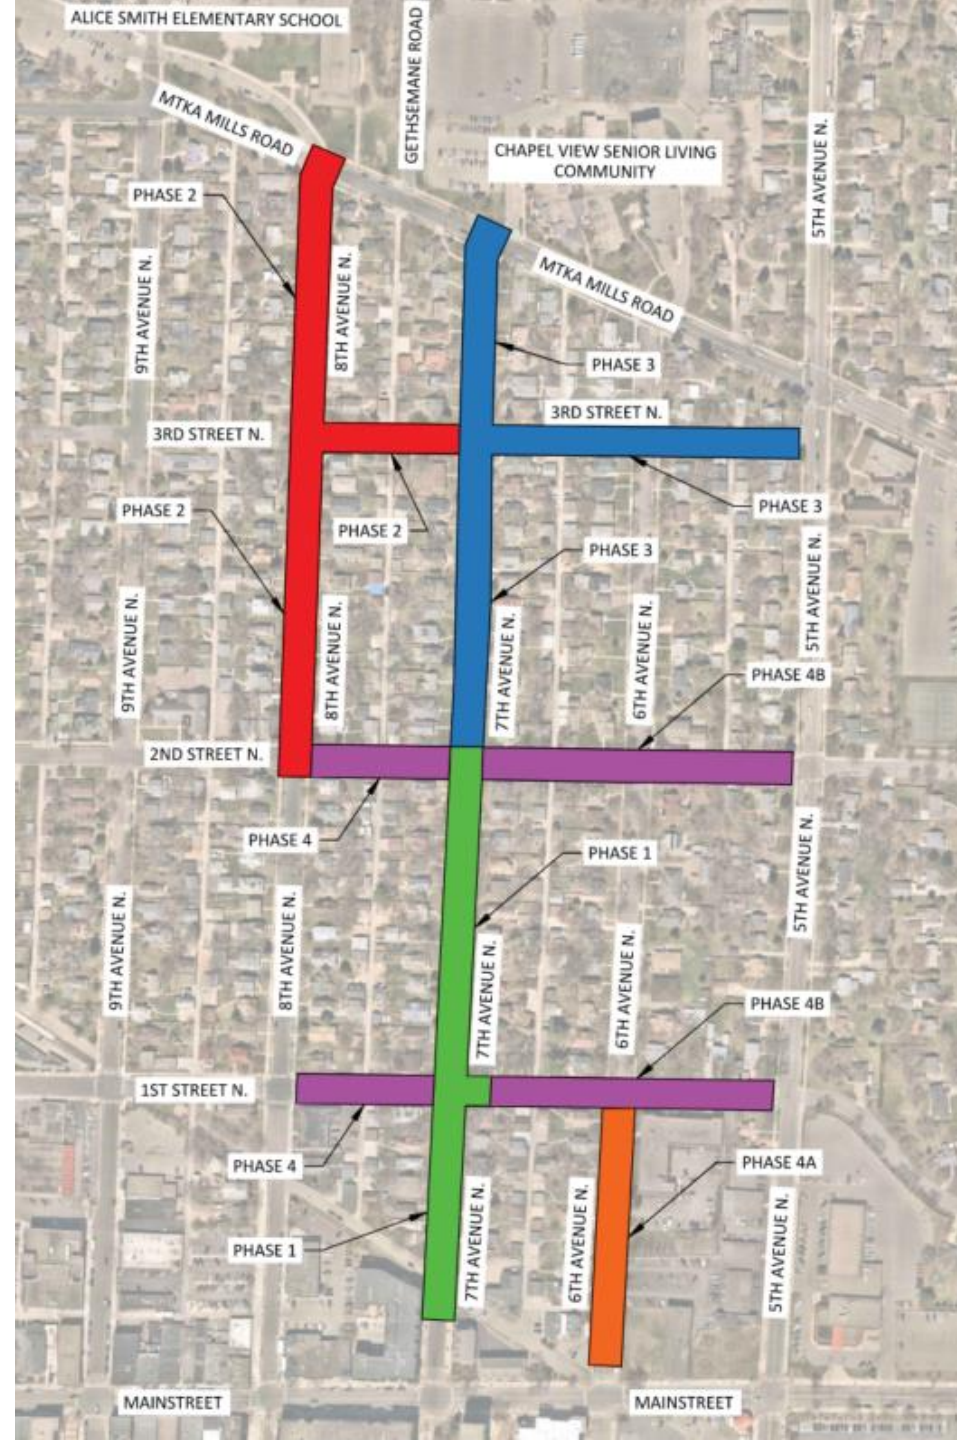 ALICE SMITH ELEMENTARY SCHOOL
GETHSEMANE ROAD
MTKA MILLS ROAD
CHAPEL VIEW SENIOR LIVING
COMMUNITY
5TH AVENUE N.
PHASE 2
9TH AVENUE N.
8TH AVENUE N.
MTKA MILLS ROAD
PHASE 3
3RD STREET N.
3RD STREET N.
PHASE 2
PHASE 2
PHASE 3
PHASE 3
5TH AVENUE N.
9TH AVENUE N.
8TH AVENUE N.
7TH AVENUE N.
6TH AVENUE N.
PHASE 4B
2ND STREET N.
PHASE 4
PHASE 1
5TH AVENUE N.
9TH AVENUE N.
8TH AVENUE N.
7TH AVENUE N.
6TH AVENUE N.
PHASE 4B
1ST STREET N.
PHASE 4
PHASE 4A
PHASE 1
7TH AVENUE N.
6TH AVENUE N.
5TH AVENUE N.
MAINSTREET
MAINSTREET